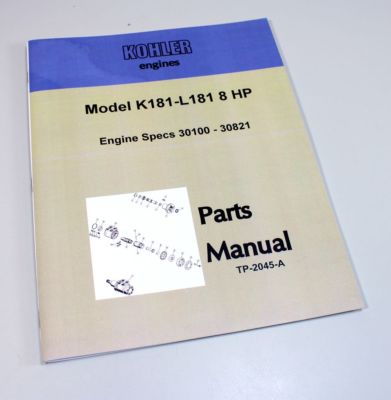 KOHLER
engines
Model K181-L181 8 HP
Engine Specs 30100 - 30821
Parts
Manual
TP-2045-A